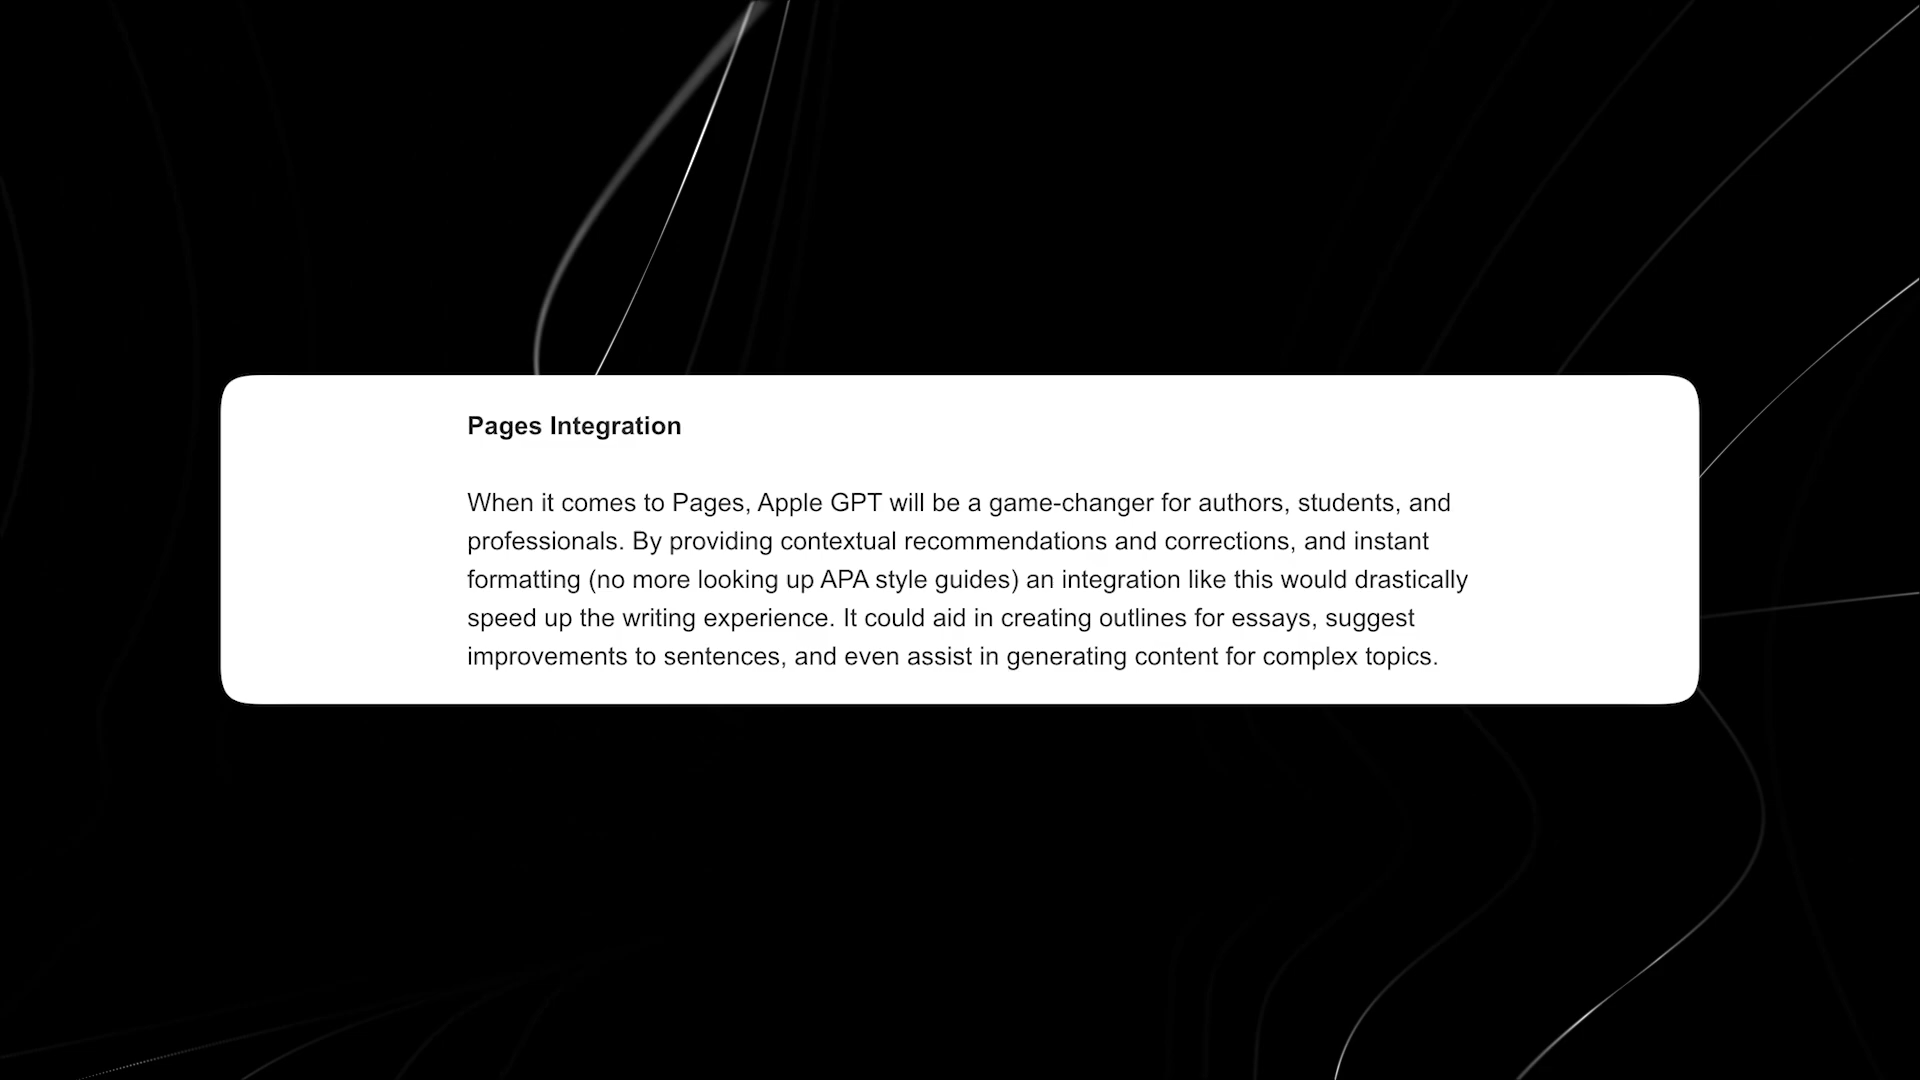 Pages Integration
When it comes to Pages, Apple GPT will be a game-changer for authors, students, and
professionals. By providing contextual recommendations and corrections, and instant
formatting (no more looking up APA style guides) an integration like this would drastically
speed up the writing experience. It could aid in creating outlines for essays, suggest
improvements to sentences, and even assist in generating content for complex topics.